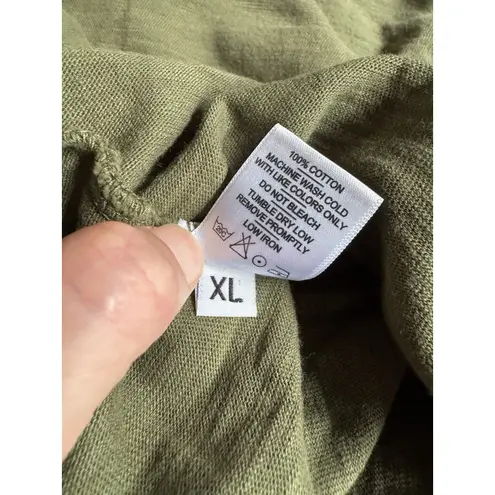 100% COTTON
MACHINE WASH COLD
WITH LIKE COLORS ONLY
DO NOT BLEACH
TUMBLE DRY LOW
REMOVE PROMPTLY
LOW IRON
XL